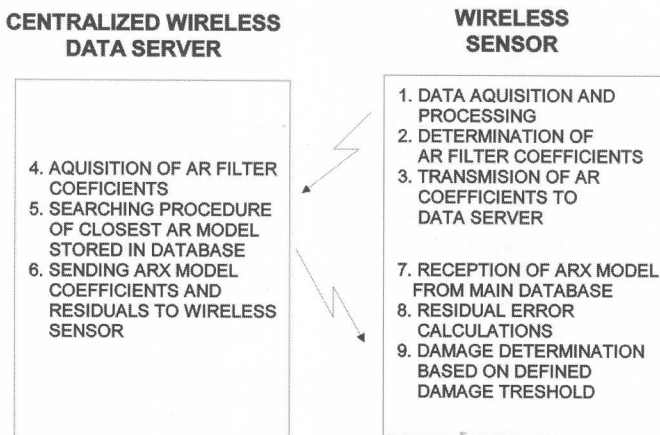 CENTRALIZED WIRELESS
DATA SERVER
4. AQUISITION OF AR FILTER
COEFICIENTS
5. SEARCHING PROCEDURE
OF CLOSEST AR MODEL
STORED IN DATABASE
6. SENDING ARX MODEL
COEFFICIENTS AND
RESIDUALS TO WIRELESS
SENSOR
WIRELESS
SENSOR
1. DATA AQUISITION AND
PROCESSING
2. DETERMINATION OF
AR FILTER COEFFICIENTS
3. TRANSMISION OF AR
COEFFICIENTS TO
DATA SERVER
7. RECEPTION OF ARX MODEL
FROM MAIN DATABASE
8. RESIDUAL ERROR
CALCULATIONS
9. DAMAGE DETERMINATION
BASED ON DEFINED
DAMAGE TRESHOLD